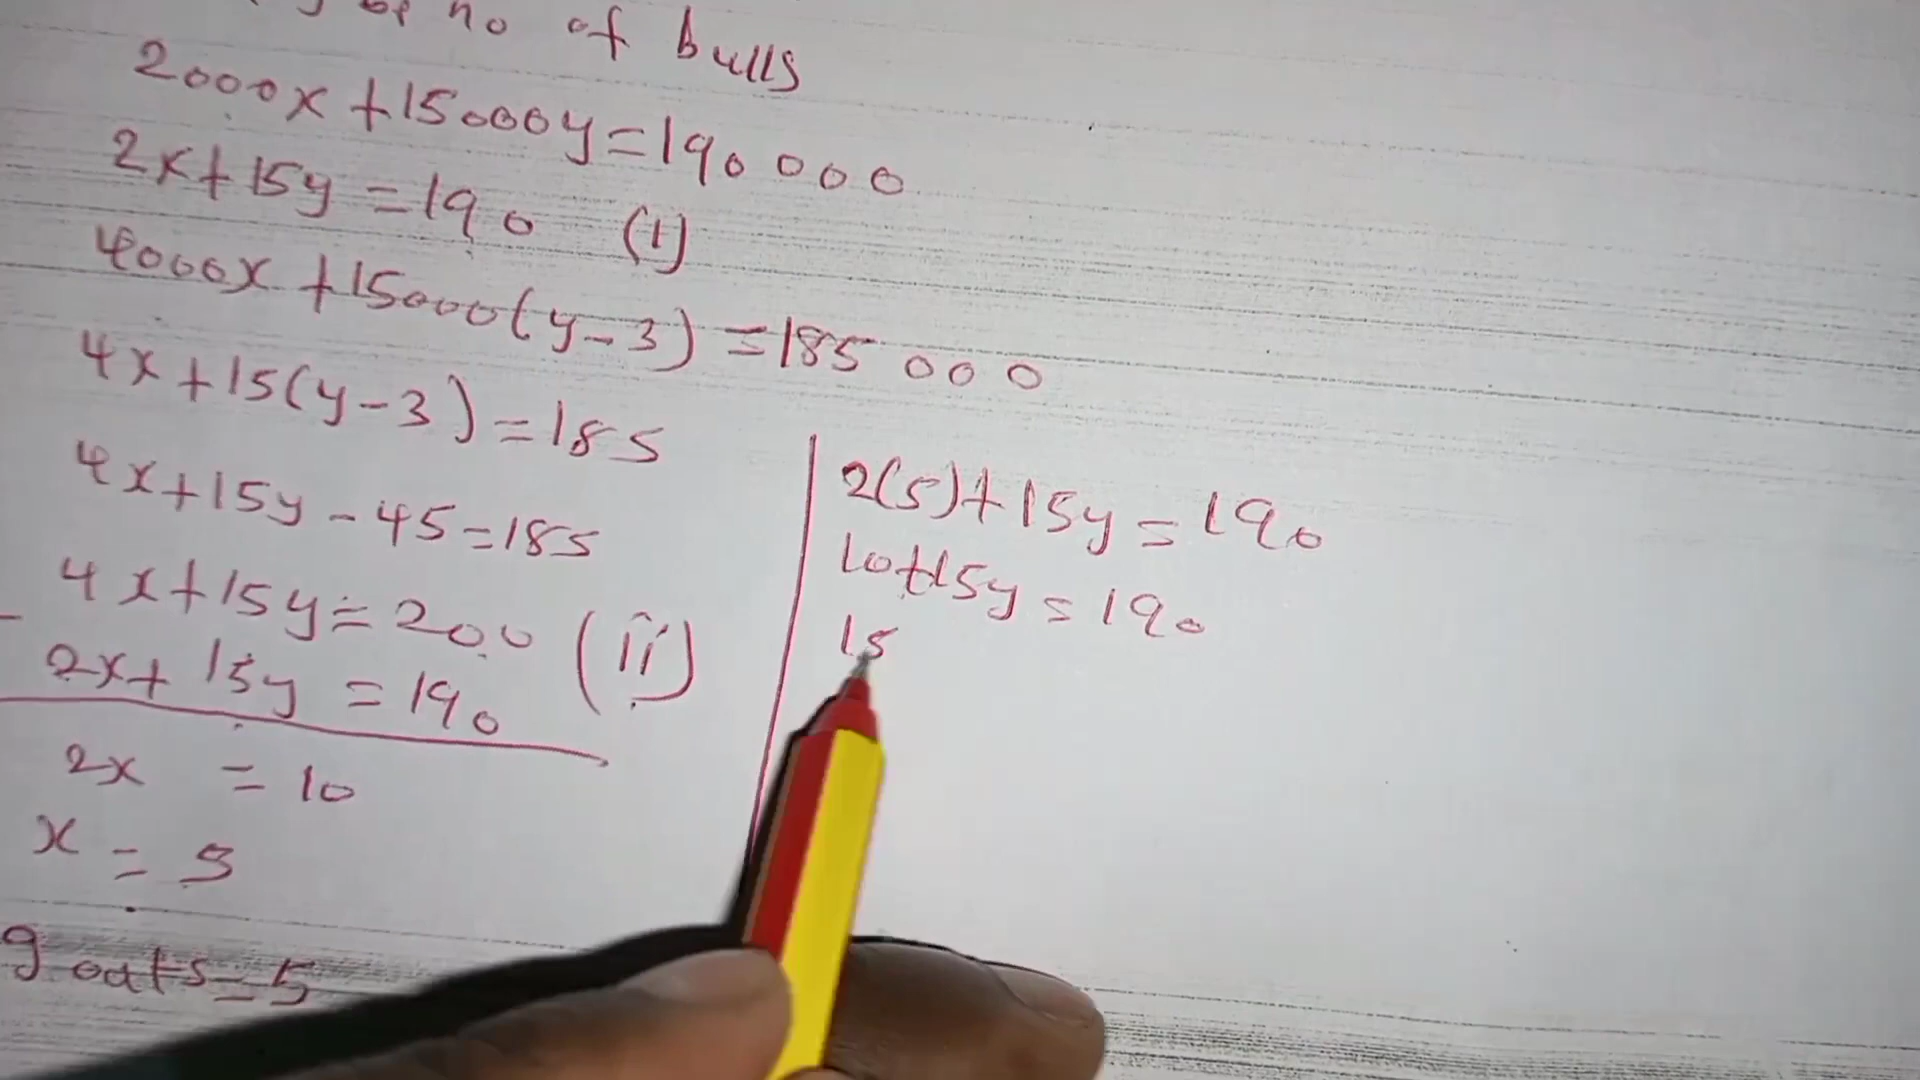 no of bulls
2000x+15000y=190000
2x+15y=190 (1)
4000x+15000(y-3)=185000
4x+15(y-3)=185
4x+15y-45=185
4x+15y=200 (ii)
- 2x+15y=190
2x =10
x=5
goats=5
2(5)+15y=190
10+15y=190
15